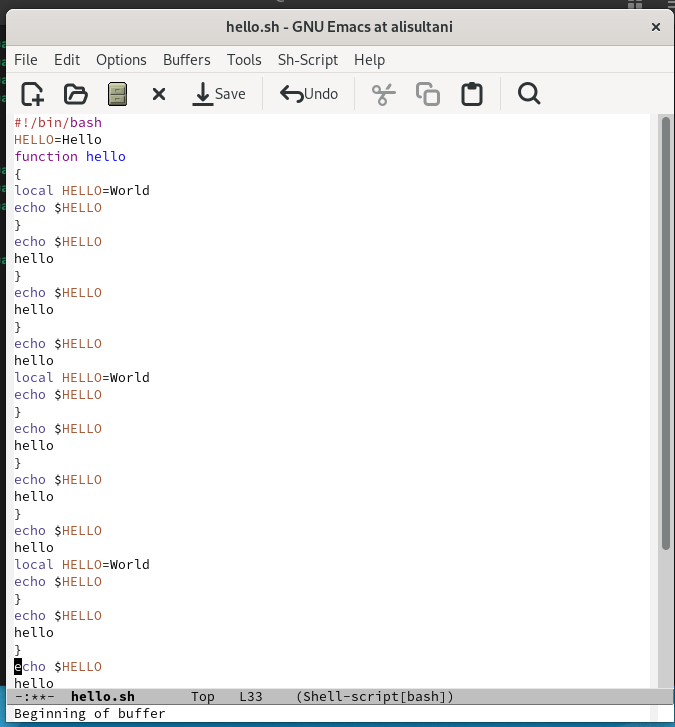 hello.sh - GNU Emacs at alisultani
File Edit Options Buffers Tools Sh-Script Help
Save Undo
#!/bin/bash
HELLO=Hello
function hello
{
local HELLO=World
echo $HELLO
}
echo $HELLO
hello
}
echo $HELLO
hello
}
echo $HELLO
hello
local HELLO=World
echo $HELLO
}
echo $HELLO
hello
}
echo $HELLO
hello
}
echo $HELLO
hello
local HELLO=World
echo $HELLO
}
echo $HELLO
hello
}
echo $HELLO
hello
-:**- hello.sh Top L33 (Shell-script[bash])
Beginning of buffer